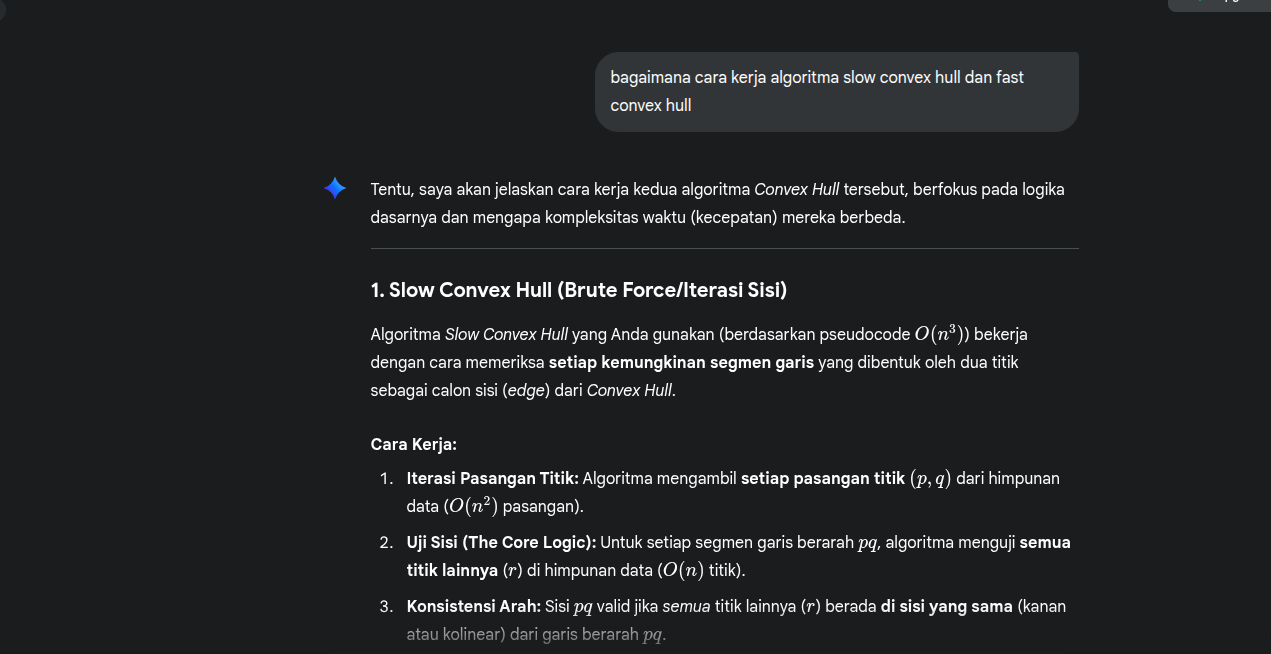 bagaimana cara kerja algoritma slow convex hull dan fast
convex hull
Tentu, saya akan jelaskan cara kerja kedua algoritma Convex Hull tersebut, berfokus pada logika
dasarnya dan mengapa kompleksitas waktu (kecepatan) mereka berbeda.
1. Slow Convex Hull (Brute Force/Iterasi Sisi)
Algoritma Slow Convex Hull yang Anda gunakan (berdasarkan pseudocode O(n³)) bekerja
dengan cara memeriksa setiap kemungkinan segmen garis yang dibentuk oleh dua titik
sebagai calon sisi (edge) dari Convex Hull.
Cara Kerja:
1. Iterasi Pasangan Titik: Algoritma mengambil setiap pasangan titik (p, q) dari himpunan
data (O(n²) pasangan).
2. Uji Sisi (The Core Logic): Untuk setiap segmen garis berarah pq, algoritma menguji semua
titik lainnya (r) di himpunan data (O(n) titik).
3. Konsistensi Arah: Sisi pq valid jika semua titik lainnya (r) berada di sisi yang sama (kanan
atau kolinear) dari garis berarah pq.